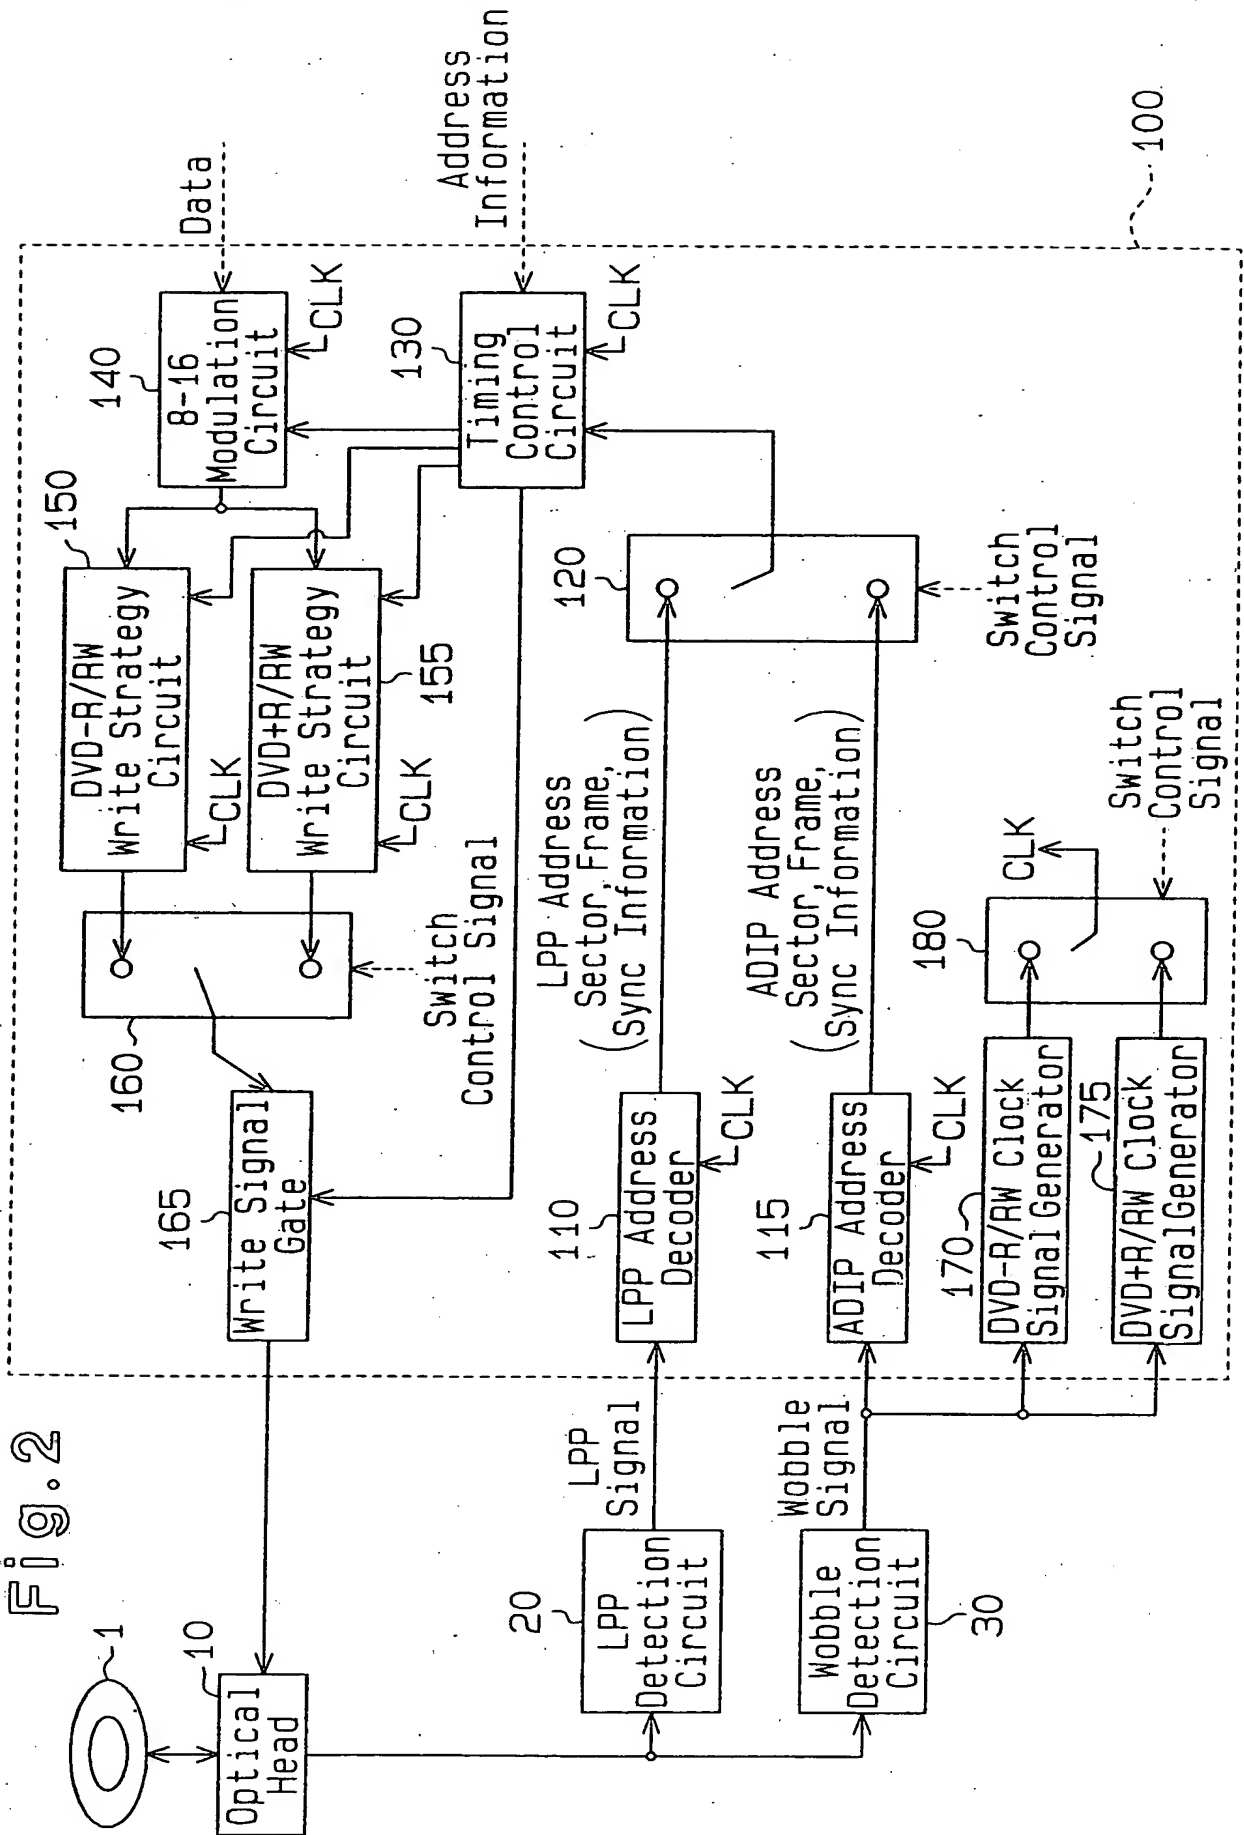 Fig.2
1
10
Optical
Head
20
LPP
Detection
Circuit
LPP
Signal
Wobble
Detection
Circuit
30
Wobble
Signal
100
165
Write Signal
Gate
160
Switch
Control Signal
150
DVD-R/RW
Write Strategy
Circuit
CLK
DVD+R/RW
Write Strategy
Circuit
155
CLK
140
8-16
Modulation
Circuit
CLK
Data
130
Timing
Control
Circuit
CLK
Address
Information
110
LPP Address
Decoder
CLK
LPP Address
(Sector,Frame,
Sync Information)
115
ADIP Address
Decoder
CLK
ADIP Address
(Sector,Frame,
Sync Information)
120
Switch
Control
Signal
170
DVD-R/RW Clock
Signal Generator
175
DVD+R/RW Clock
Signal Generator
180
CLK
Switch
Control
Signal